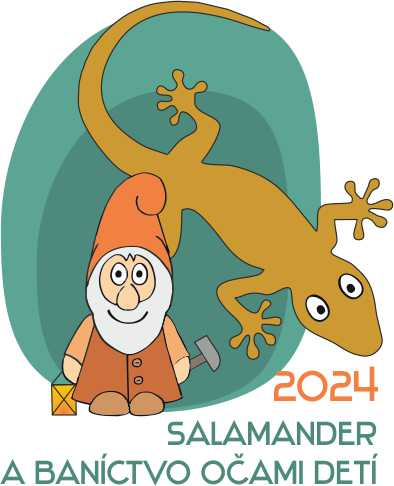 2024
SALAMANDER
A BANÍCTVO OČAMI DETÍ